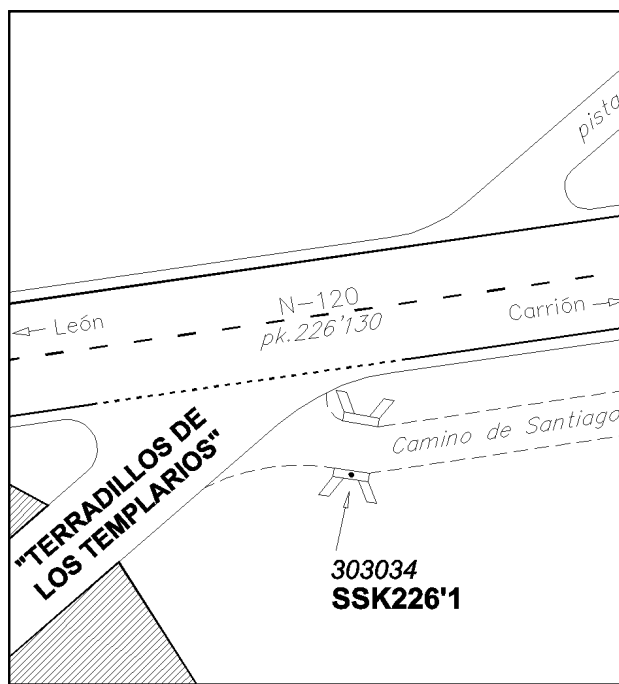 pista
N-120
pk.226'130
← León
Carrión →
Camino de Santiago
"TERRADILLOS DE
LOS TEMPLARIOS"
303034
SSK226'1